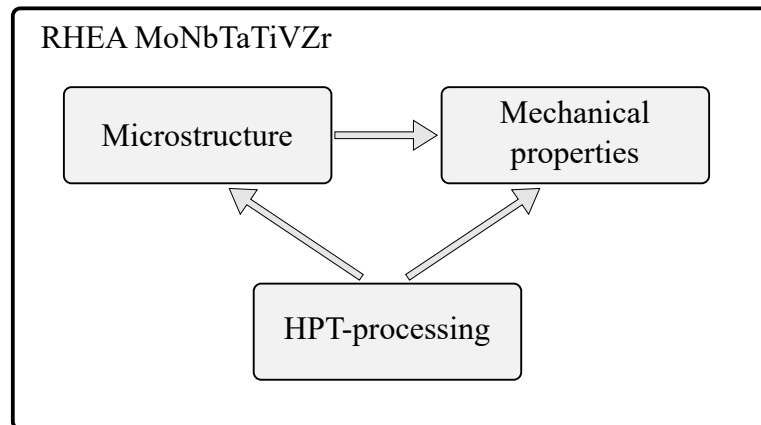 RHEA MoNbTaTiVZr
Microstructure
Mechanical
properties
HPT-processing